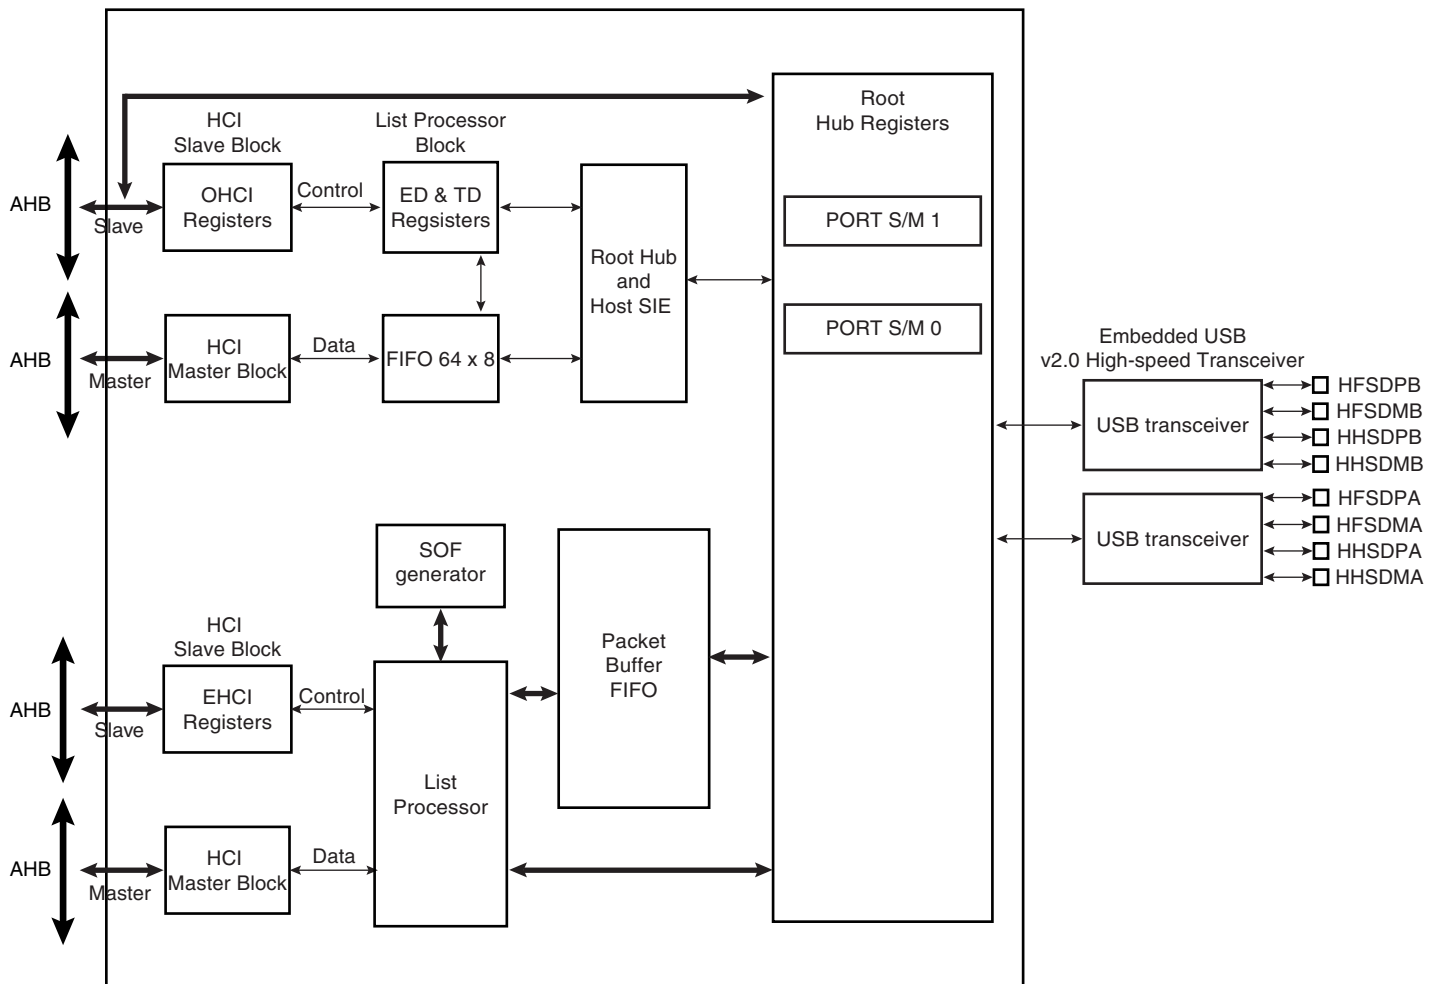 Root
Hub Registers
HCI
Slave Block
List Processor
Block
AHB
Slave
OHCI
Registers
Control
ED & TD
Regsisters
PORT S/M 1
Root Hub
and
Host SIE
PORT S/M 0
AHB
Master
HCI
Master Block
Data
FIFO 64 x 8
Embedded USB
v2.0 High-speed Transceiver
USB transceiver
HFSDPB
HFSDMB
HHSDPB
HHSDMB
USB transceiver
HFSDPA
HFSDMA
HHSDPA
HHSDMA
SOF
generator
Packet
Buffer
FIFO
HCI
Slave Block
AHB
Slave
EHCI
Registers
Control
List
Processor
AHB
Master
HCI
Master Block
Data